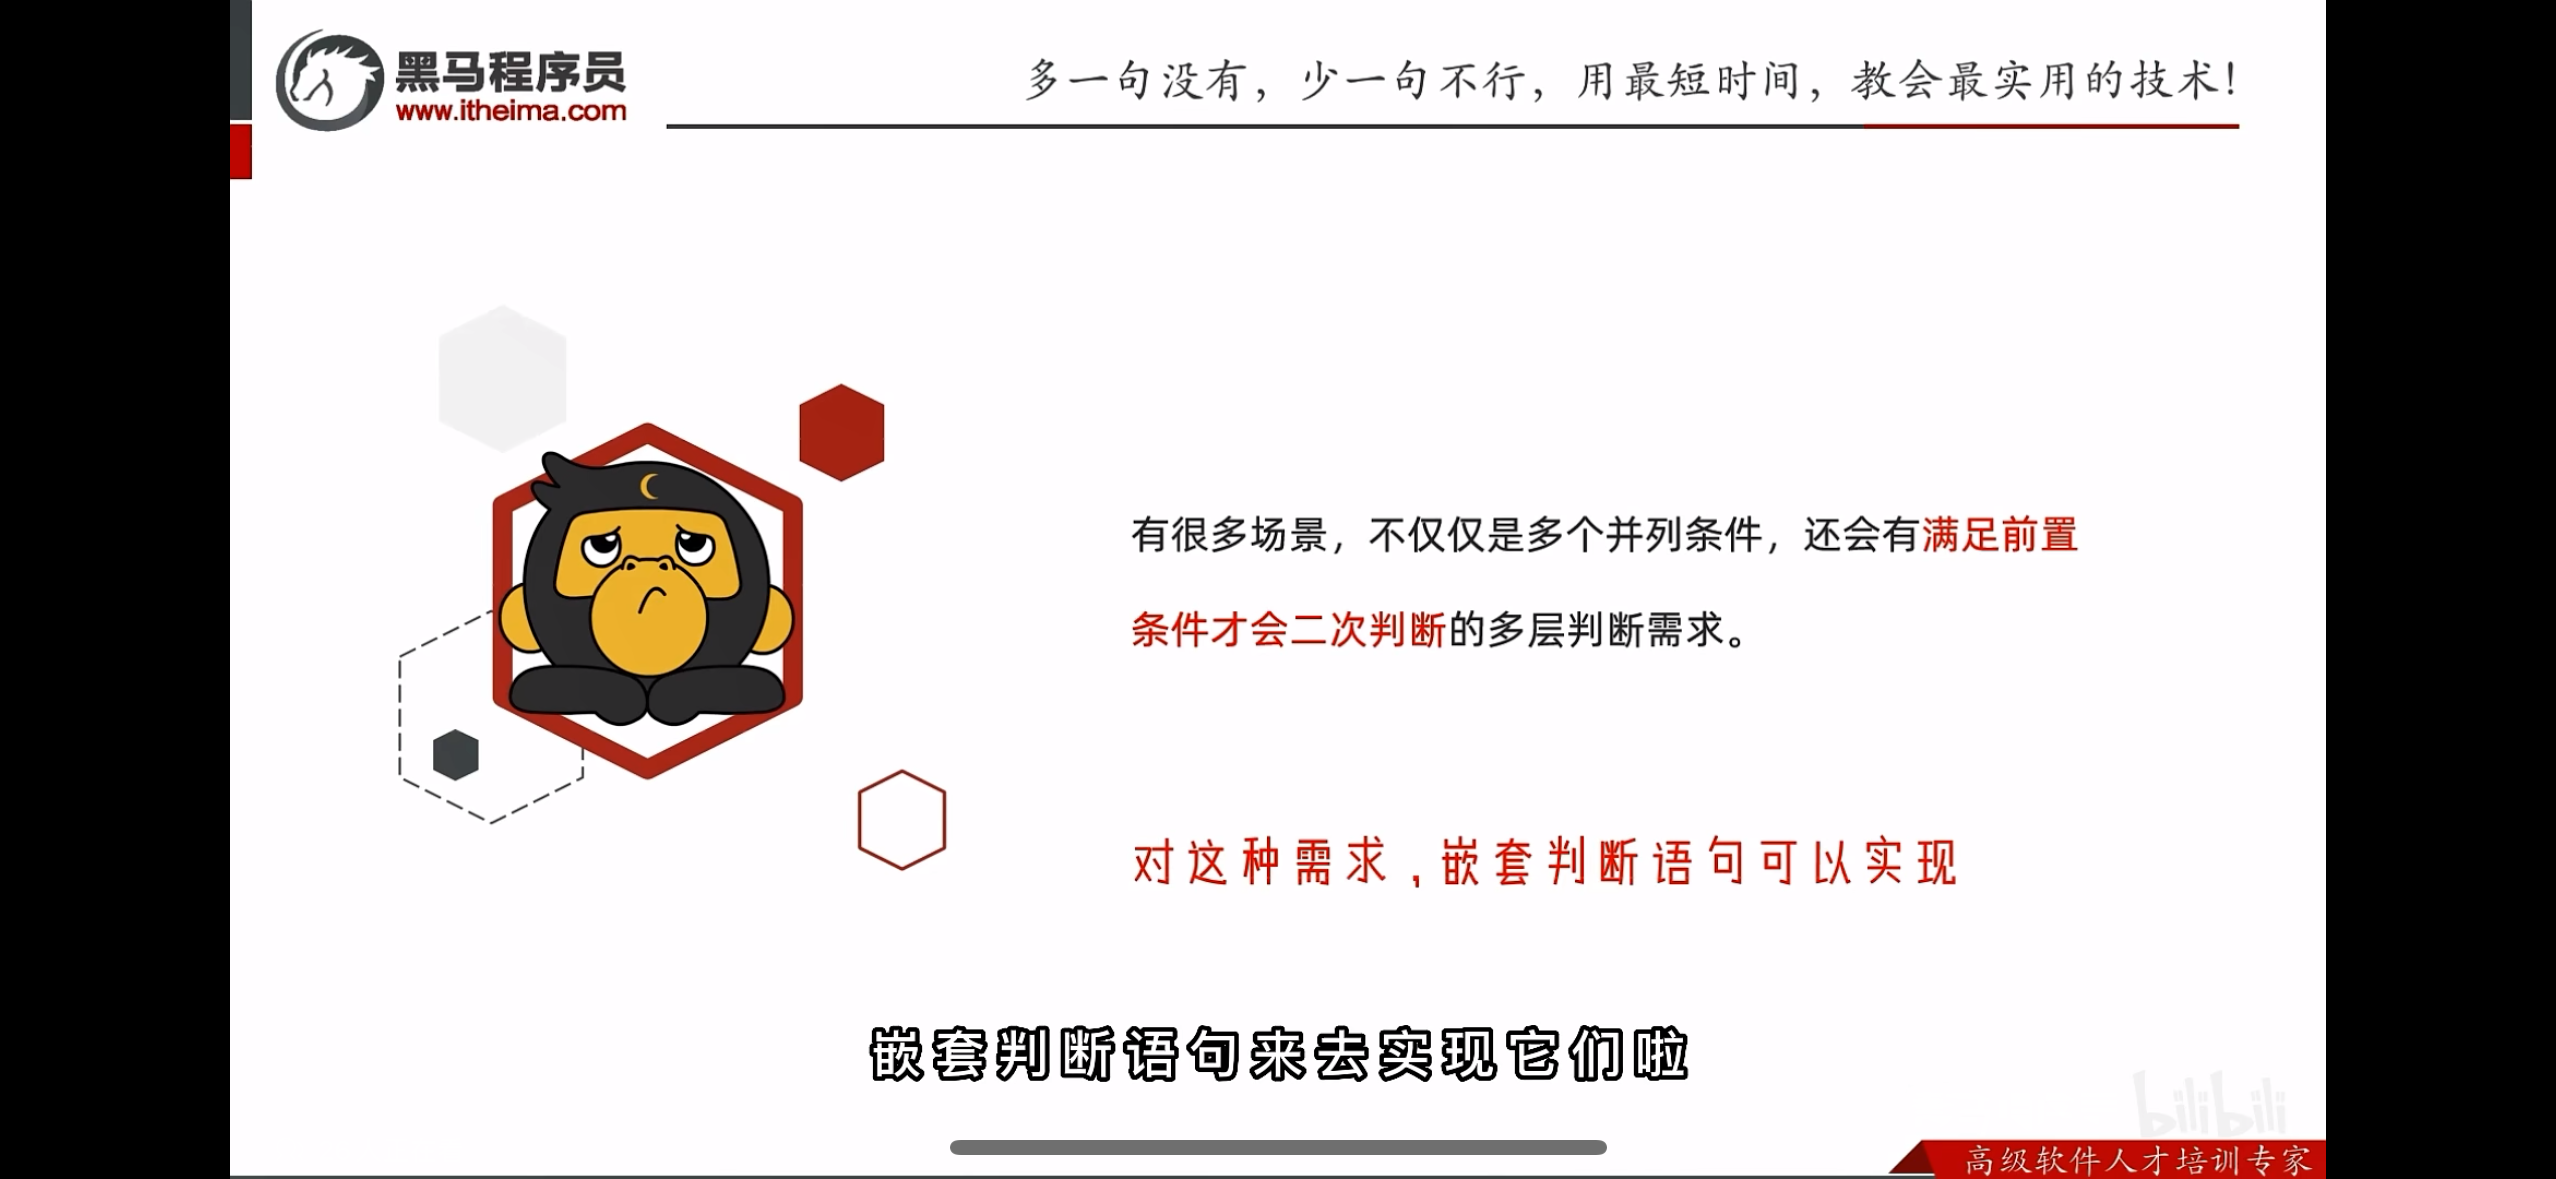 黑马程序员
www.itheima.com
多一句没有，少一句不行，用最短时间，教会最实用的技术！
有很多场景，不仅仅是多个并列条件，还会有满足前置
条件才会二次判断的多层判断需求。
对这种需求，嵌套判断语句可以实现
嵌套判断语句来去实现它们啦
bilibili
高级软件人才培训专家